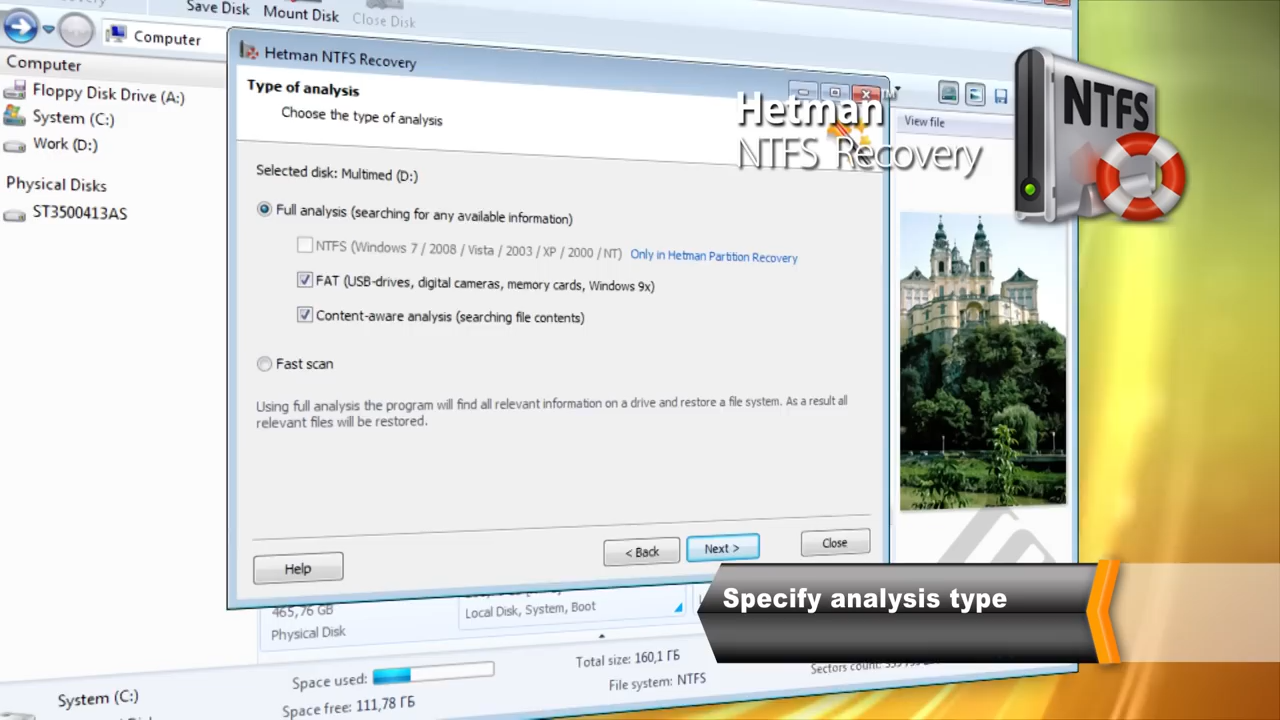 Save Disk
Mount Disk
Close Disk
Computer
Computer
Floppy Disk Drive (A:)
System (C:)
Work (D:)
Physical Disks
ST3500413AS
Hetman NTFS Recovery
Type of analysis
Choose the type of analysis
Selected disk: Multimed (D:)
Full analysis (searching for any available information)
NTFS (Windows 7 / 2008 / Vista / 2003 / XP / 2000 / NT) Only in Hetman Partition Recovery
FAT (USB-drives, digital cameras, memory cards, Windows 9x)
Content-aware analysis (searching file contents)
Fast scan
Using full analysis the program will find all relevant information on a drive and restore a file system. As a result all
relevant files will be restored.
Help
< Back
Next >
Close
View file
Hetman™
NTFS Recovery
NTFS
Specify analysis type
465,76 GB
Physical Disk
Local Disk, System, Boot
System (C:)
Space used:
Space free: 111,78 ГБ
Total size: 160,1 ГБ
File system: NTFS
Sectors count: